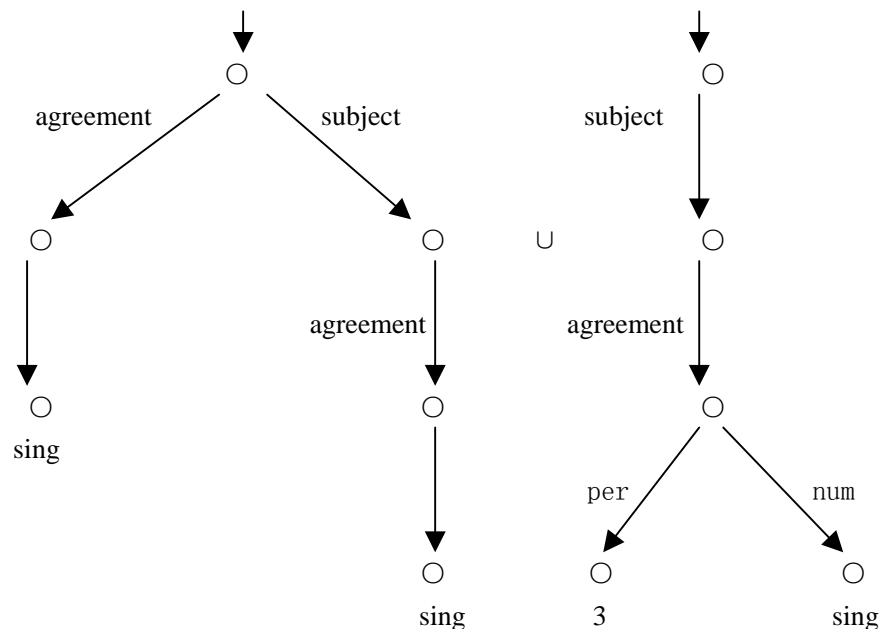 agreement subject subject
∪
agreement agreement
sing
per num
sing 3 sing